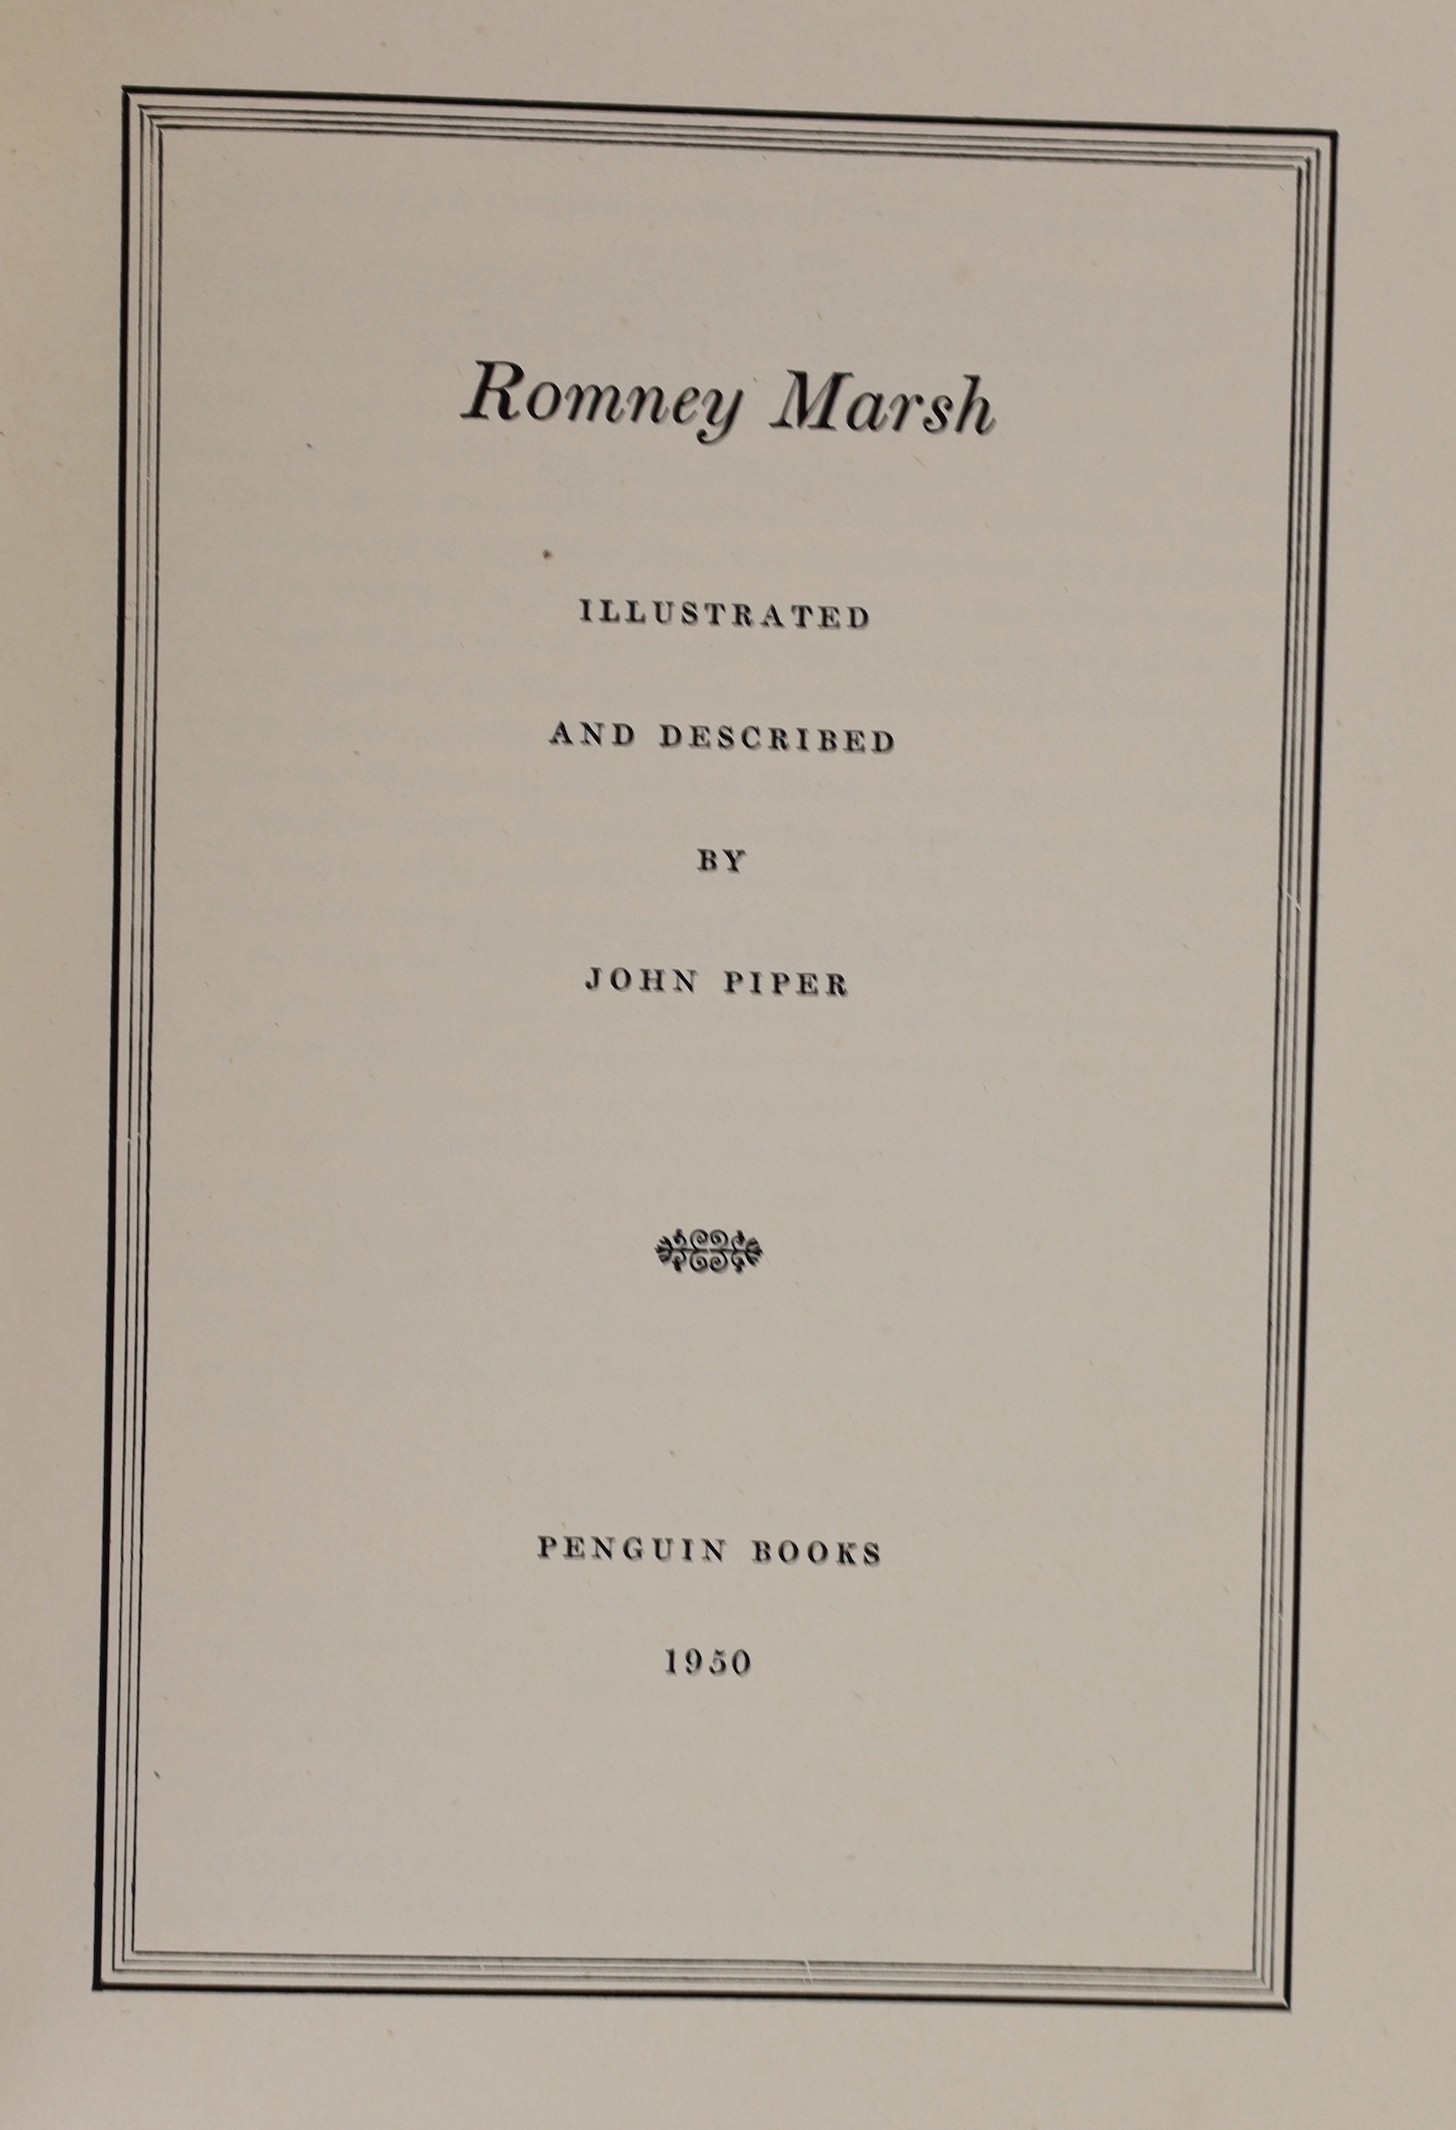 Romney Marsh
ILLUSTRATED
AND DESCRIBED
BY
JOHN PIPER
PENGUIN BOOKS
1950